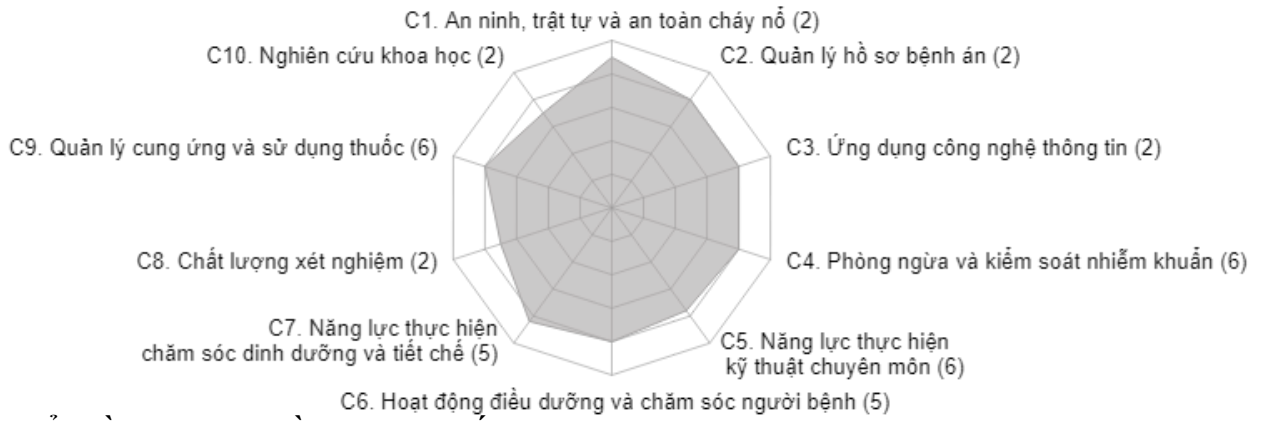 C1. An ninh, trật tự và an toàn cháy nổ (2)
C10. Nghiên cứu khoa học (2)
C2. Quản lý hồ sơ bệnh án (2)
C9. Quản lý cung ứng và sử dụng thuốc (6)
C3. Ứng dụng công nghệ thông tin (2)
C8. Chất lượng xét nghiệm (2)
C4. Phòng ngừa và kiểm soát nhiễm khuẩn (6)
C7. Năng lực thực hiện
chăm sóc dinh dưỡng và tiết chế (5)
C5. Năng lực thực hiện
kỹ thuật chuyên môn (6)
C6. Hoạt động điều dưỡng và chăm sóc người bệnh (5)